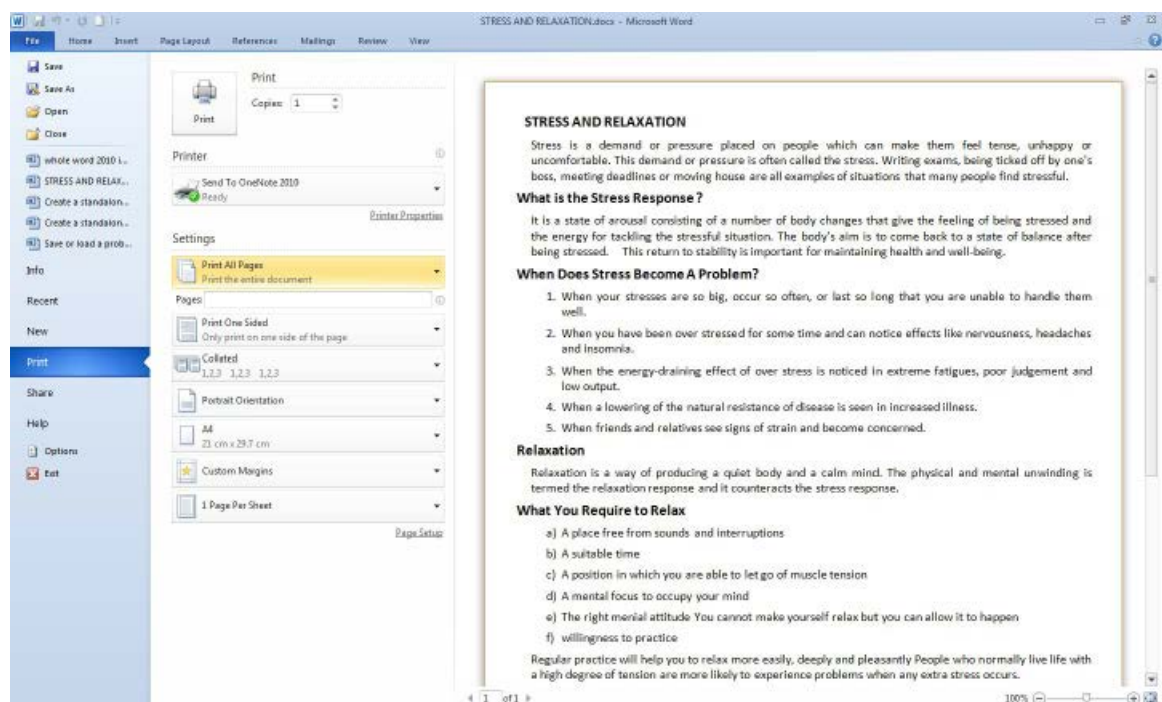 STRESS AND RELAXATION.docx - Microsoft Word
File Home Insert Page Layout References Mailings Review View
Save
Save As
Open
Close
whole word 2010 i...
STRESS AND RELAX...
Create a standalon...
Create a standalon...
Save or load a prob...
Info
Recent
New
Print
Share
Help
Options
Exit
Print
Print
Copies: 1
Printer
Send To OneNote 2010
Ready
Printer Properties
Settings
Print All Pages
Print the entire document
Pages:
Print One Sided
Only print on one side of the page
Collated
1,2,3 1,2,3 1,2,3
Portrait Orientation
A4
21 cm x 29.7 cm
Custom Margins
1 Page Per Sheet
Page Setup
STRESS AND RELAXATION
Stress is a demand or pressure placed on people which can make them feel tense, unhappy or
uncomfortable. This demand or pressure is often called the stress. Writing exams, being ticked off by one's
boss, meeting deadlines or moving house are all examples of situations that many people find stressful.
What is the Stress Response?
It is a state of arousal consisting of a number of body changes that give the feeling of being stressed and
the energy for tackling the stressful situation. The body's aim is to come back to a state of balance after
being stressed. This return to stability is important for maintaining health and well-being.
When Does Stress Become A Problem?
1. When your stresses are so big, occur so often, or last so long that you are unable to handle them
well.
2. When you have been over stressed for some time and can notice effects like nervousness, headaches
and insomnia.
3. When the energy-draining effect of over stress is noticed in extreme fatigues, poor judgement and
low output.
4. When a lowering of the natural resistance of disease is seen in increased illness.
5. When friends and relatives see signs of strain and become concerned.
Relaxation
Relaxation is a way of producing a quiet body and a calm mind. The physical and mental unwinding is
termed the relaxation response and it counteracts the stress response.
What You Require to Relax
a) A place free from sounds and interruptions
b) A suitable time
c) A position in which you are able to let go of muscle tension
d) A mental focus to occupy your mind
e) The right menial attitude You cannot make yourself relax but you can allow it to happen
f) willingness to practice
Regular practice will help you to relax more easily, deeply and pleasantly People who normally live life with
a high degree of tension are more likely to experience problems when any extra stress occurs.
1 of 1
100%